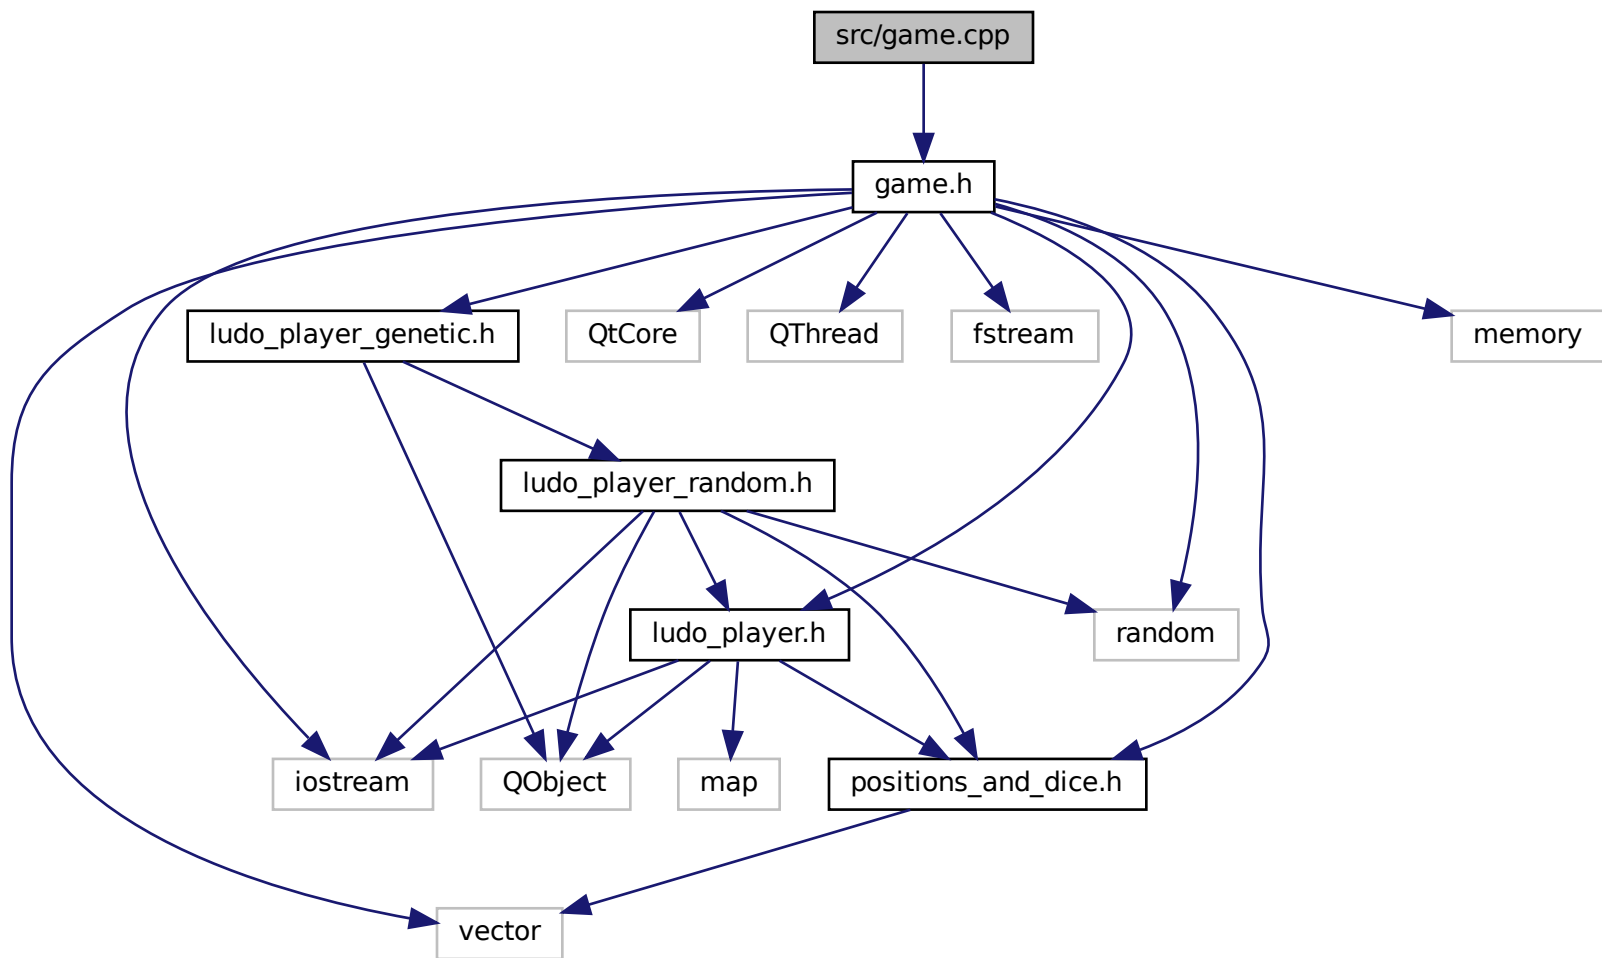 src/game.cpp
game.h
ludo_player_genetic.h
QtCore
QThread
fstream
memory
ludo_player_random.h
ludo_player.h
random
iostream
QObject
map
positions_and_dice.h
vector